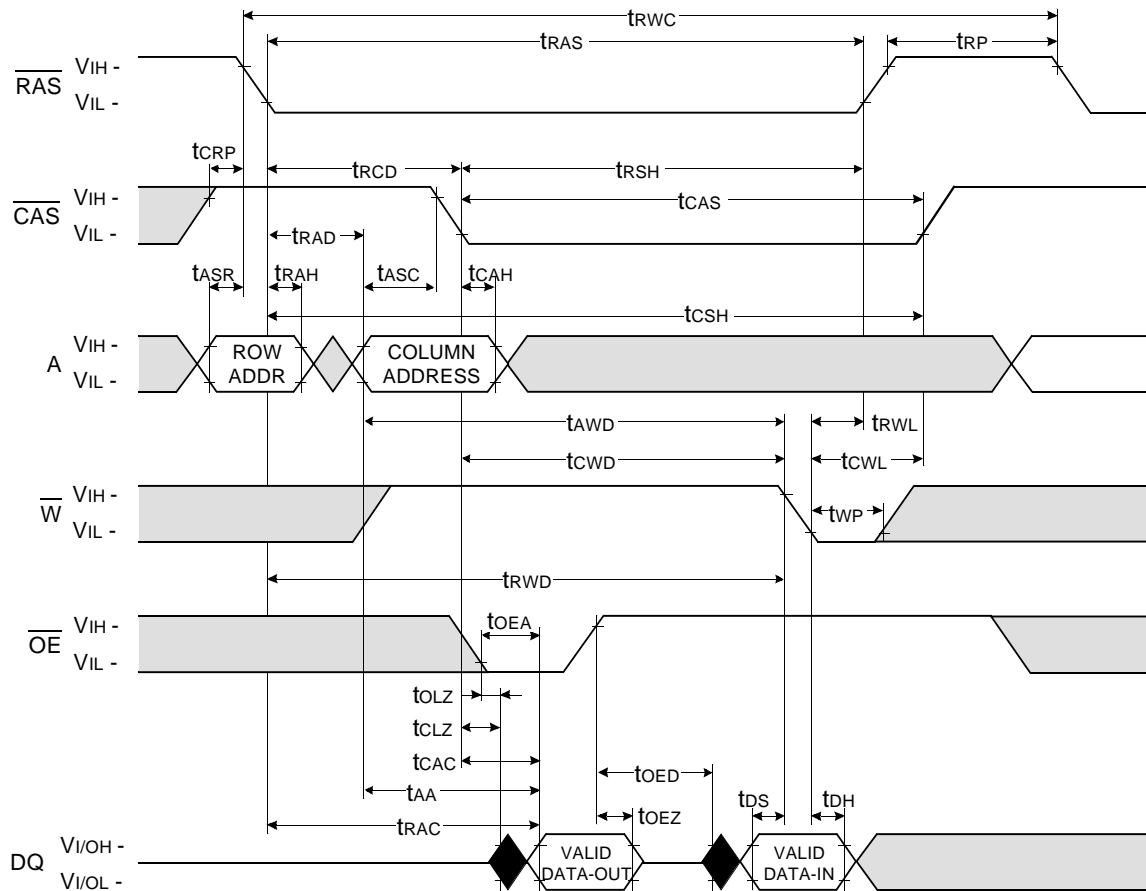 tRWC
tRAS
tRP
RAS
VIH -
VIL -
tCRP
tRCD
tRSH
CAS
VIH -
VIL -
tCAS
tRAD
tASR
tRAH
tASC
tCAH
tCSH
A
VIH -
VIL -
ROW
ADDR
COLUMN
ADDRESS
tAWD
tRWL
tCWD
tCWL
W
VIH -
VIL -
tWP
tRWD
OE
VIH -
VIL -
tOEA
tOLZ
tCLZ
tCAC
tOED
tAA
tDS
tDH
tOEZ
tRAC
DQ
VI/OH -
VI/OL -
VALID
DATA-OUT
VALID
DATA-IN